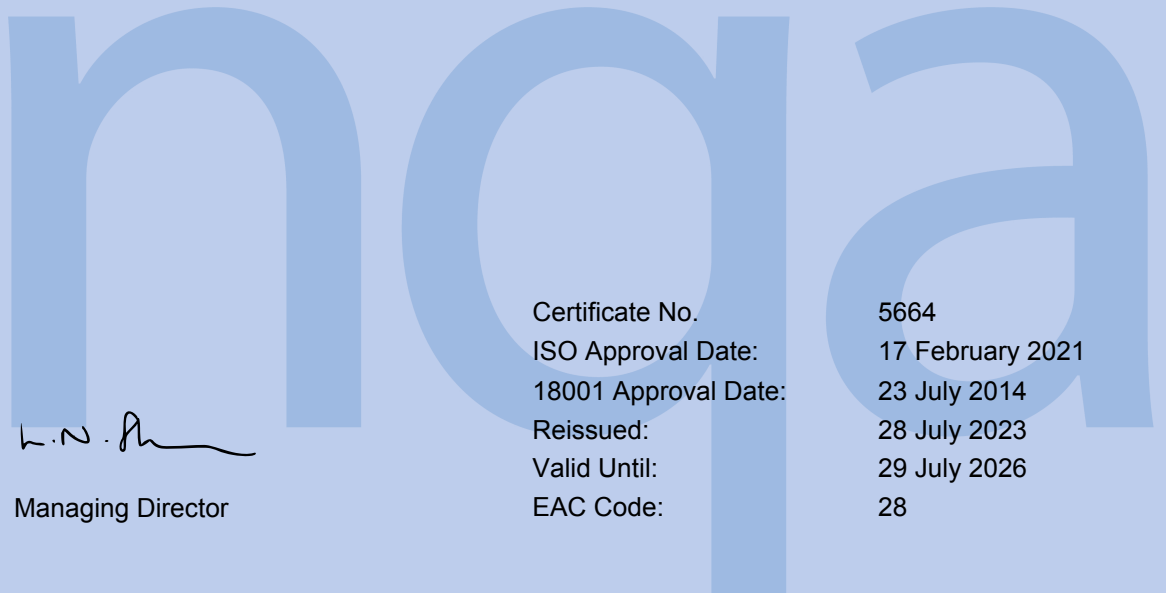 nqa
Certificate No. 5664
ISO Approval Date: 17 February 2021
18001 Approval Date: 23 July 2014
Reissued: 28 July 2023
Valid Until: 29 July 2026
EAC Code: 28
L.N.
Managing Director